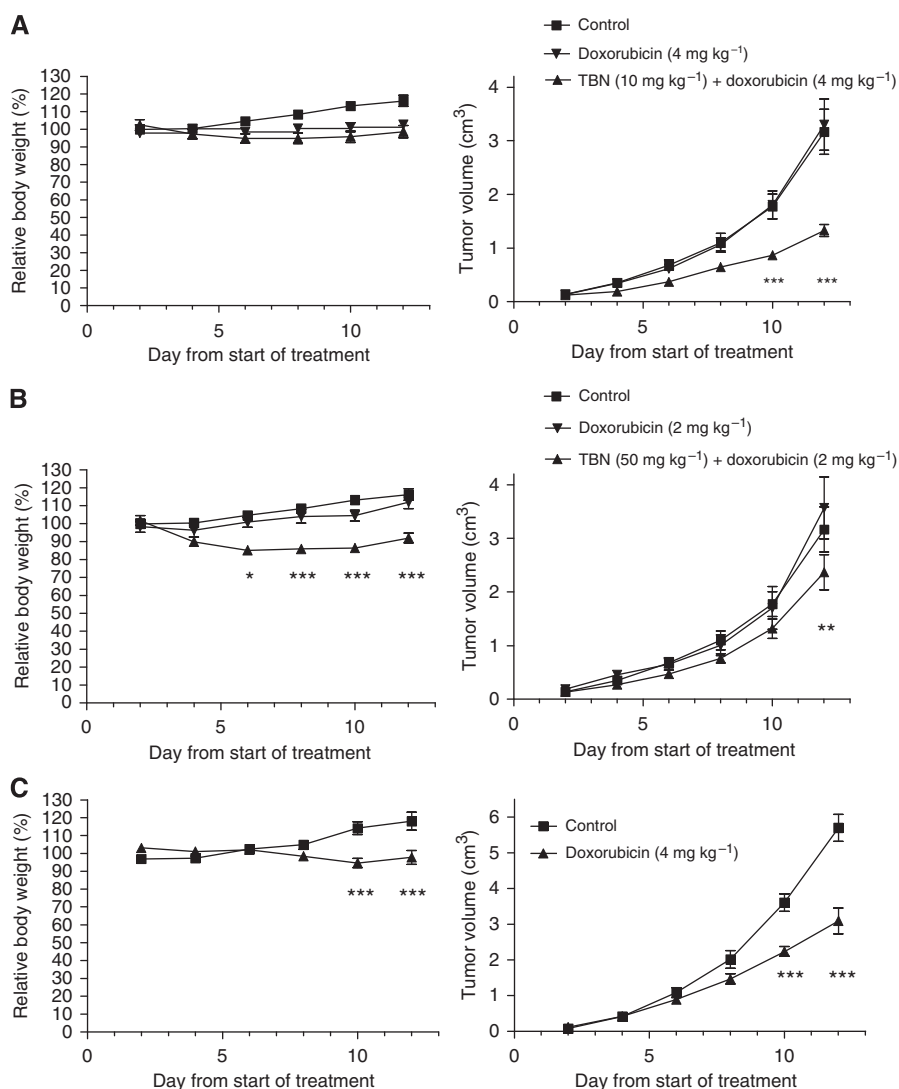 A
Control
Doxorubicin (4 mg kg⁻¹)
TBN (10 mg kg⁻¹) + doxorubicin (4 mg kg⁻¹)
Relative body weight (%)
130
120
110
100
90
80
70
60
50
40
30
20
10
0
0 5 10
Day from start of treatment
Tumor volume (cm³)
4
3
2
1
0
*** ***
0 5 10
Day from start of treatment
B
Control
Doxorubicin (2 mg kg⁻¹)
TBN (50 mg kg⁻¹) + doxorubicin (2 mg kg⁻¹)
Relative body weight (%)
130
120
110
100
90
80
70
60
50
40
30
20
10
0
* *** *** ***
0 5 10
Day from start of treatment
Tumor volume (cm³)
4
3
2
1
0
**
0 5 10
Day from start of treatment
C
Relative body weight (%)
130
120
110
100
90
80
70
60
50
40
30
20
10
0
*** ***
0 5 10
Day from start of treatment
Control
Doxorubicin (4 mg kg⁻¹)
Tumor volume (cm³)
6
5
4
3
2
1
0
*** ***
0 5 10
Day from start of treatment